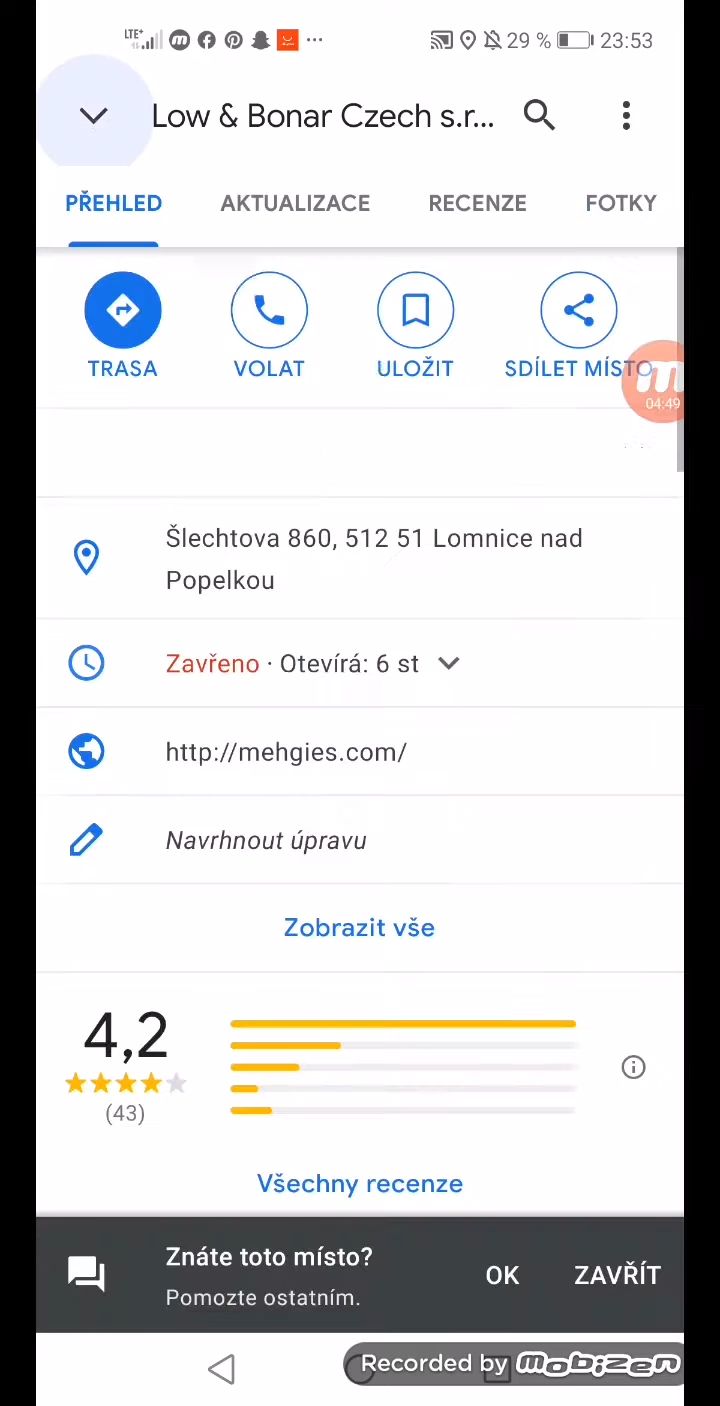 LTE+ 29 % 23:53
Low & Bonar Czech s.r...
PŘEHLED AKTUALIZACE RECENZE FOTKY
TRASA VOLAT ULOŽIT SDÍLET MÍSTO
m
04:49
Šlechtova 860, 512 51 Lomnice nad
Popelkou
Zavřeno · Otevírá: 6 st
http://mehgies.com/
Navrhnout úpravu
Zobrazit vše
4,2
(43)
Všechny recenze
Znáte toto místo?
Pomozte ostatním.
OK ZAVŘÍT
Recorded by mobizen